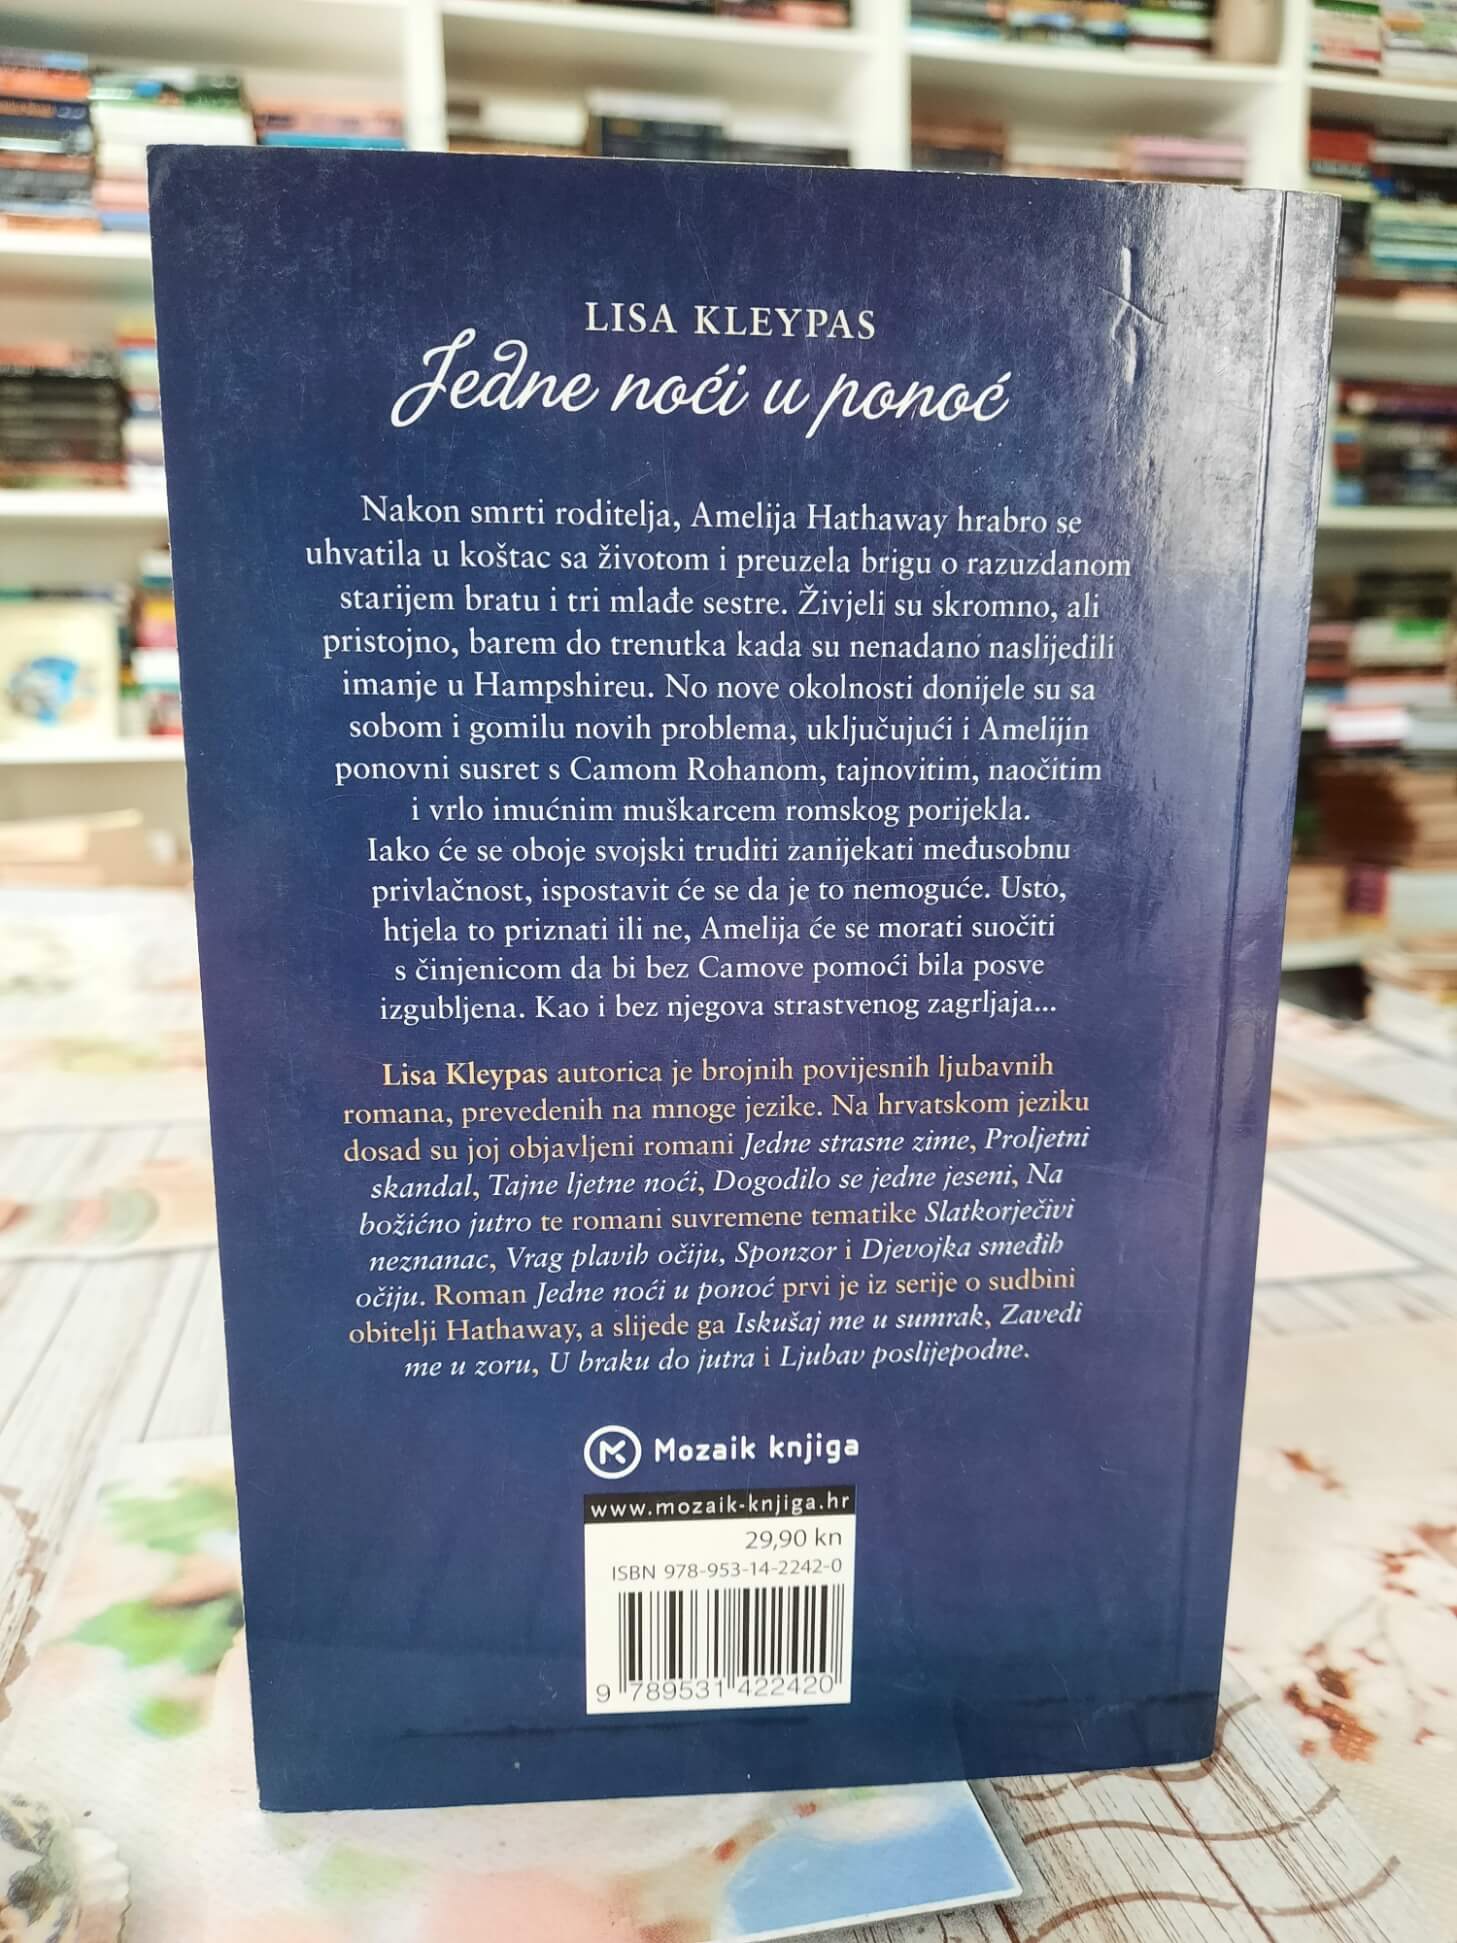 LISA KLEYPAS
Jedne noći u ponoć
Nakon smrti roditelja, Amelija Hathaway hrabro se
uhvatila u koštac sa životom i preuzela brigu o razuzdanom
starijem bratu i tri mlađe sestre. Živjeli su skromno, ali
pristojno, barem do trenutka kada su nenadano naslijedili
imanje u Hampshireu. No nove okolnosti donijele su sa
sobom i gomilu novih problema, uključujući i Amelijin
ponovni susret s Camom Rohanom, tajnovitim, naočitim
i vrlo imućnim muškarcem romskog porijekla.
Iako će se oboje svojski truditi zanijekati međusobnu
privlačnost, ispostavit će se da je to nemoguće. Usto,
htjela to priznati ili ne, Amelija će se morati suočiti
s činjenicom da bi bez Camove pomoći bila posve
izgubljena. Kao i bez njegova strastvenog zagrljaja...
Lisa Kleypas autorica je brojnih povijesnih ljubavnih
romana, prevedenih na mnoge jezike. Na hrvatskom jeziku
dosad su joj objavljeni romani Jedne strasne zime, Proljetni
skandal, Tajne ljetne noći, Dogodilo se jedne jeseni, Na
božićno jutro te romani suvremene tematike Slatkorječivi
neznanac, Vrag plavih očiju, Sponzor i Djevojka smeđih
očiju. Roman Jedne noći u ponoć prvi je iz serije o sudbini
obitelji Hathaway, a slijede ga Iskušaj me u sumrak, Zavedi
me u zoru, U braku do jutra i Ljubav poslijepodne.
Mozaik knjiga
www.mozaik-knjiga.hr
29,90 kn
ISBN 978-953-14-2242-0
9 789531 422420